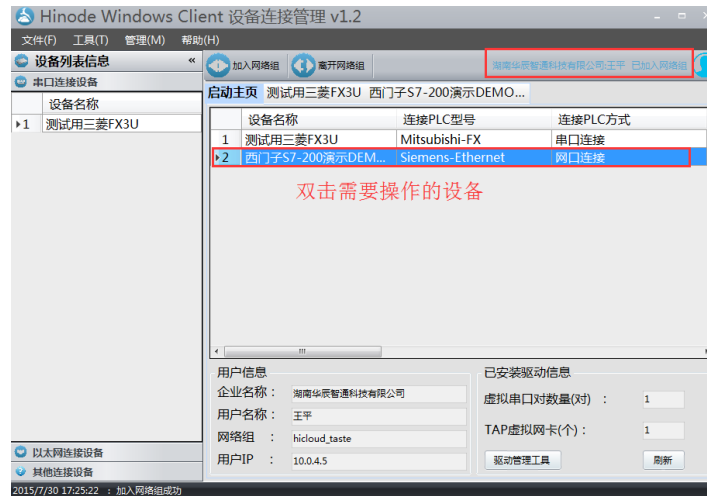 Hinode Windows Client 设备连接管理 v1.2
文件(F) 工具(T) 管理(M) 帮助(H)
设备列表信息 «
加入网络组 离开网络组 湖南华辰智通科技有限公司:王平 已加入网络组
串口连接设备
启动主页 测试用三菱FX3U 西门子S7-200演示DEMO...
设备名称
1 测试用三菱FX3U
设备名称 连接PLC型号 连接PLC方式
1 测试用三菱FX3U Mitsubishi-FX 串口连接
2 西门子S7-200演示DEM... Siemens-Ethernet 网口连接
双击需要操作的设备
用户信息
企业名称： 湖南华辰智通科技有限公司
用户名称： 王平
网络组 ： hicloud_taste
用户IP ： 10.0.4.5
已安装驱动信息
虚拟串口对数量(对) ： 1
TAP虚拟网卡(个)： 1
驱动管理工具 刷新
以太网连接设备
其他连接设备
2015/7/30 17:25:22 ：加入网络组成功